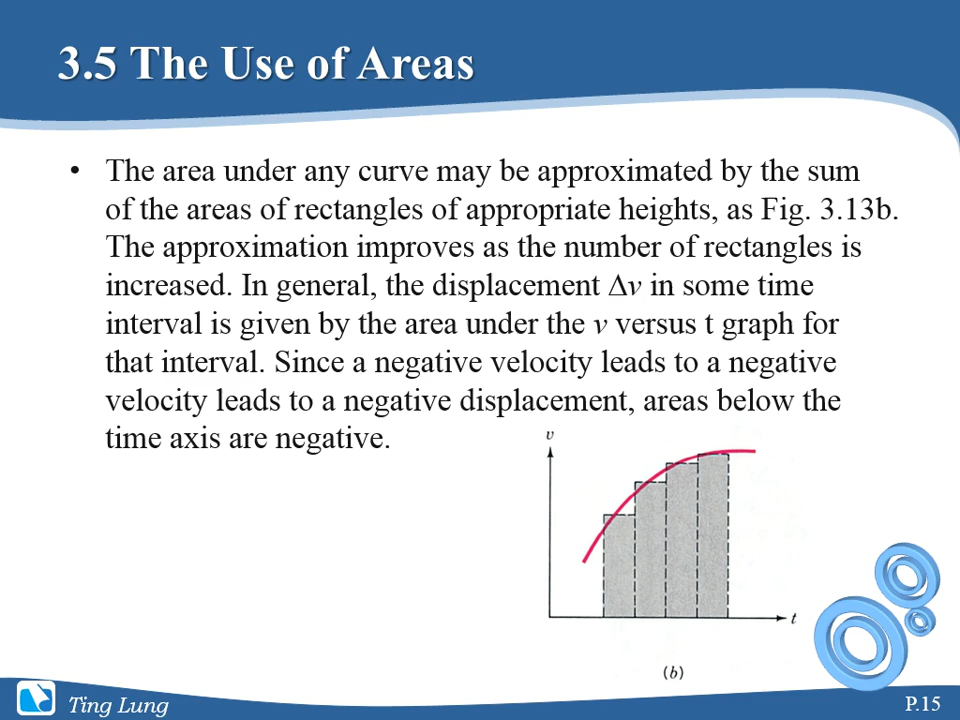 3.5 The Use of Areas
• The area under any curve may be approximated by the sum
of the areas of rectangles of appropriate heights, as Fig. 3.13b.
The approximation improves as the number of rectangles is
increased. In general, the displacement Δv in some time
interval is given by the area under the v versus t graph for
that interval. Since a negative velocity leads to a negative
velocity leads to a negative displacement, areas below the
time axis are negative.
v
t
(b)
Ting Lung
P.15